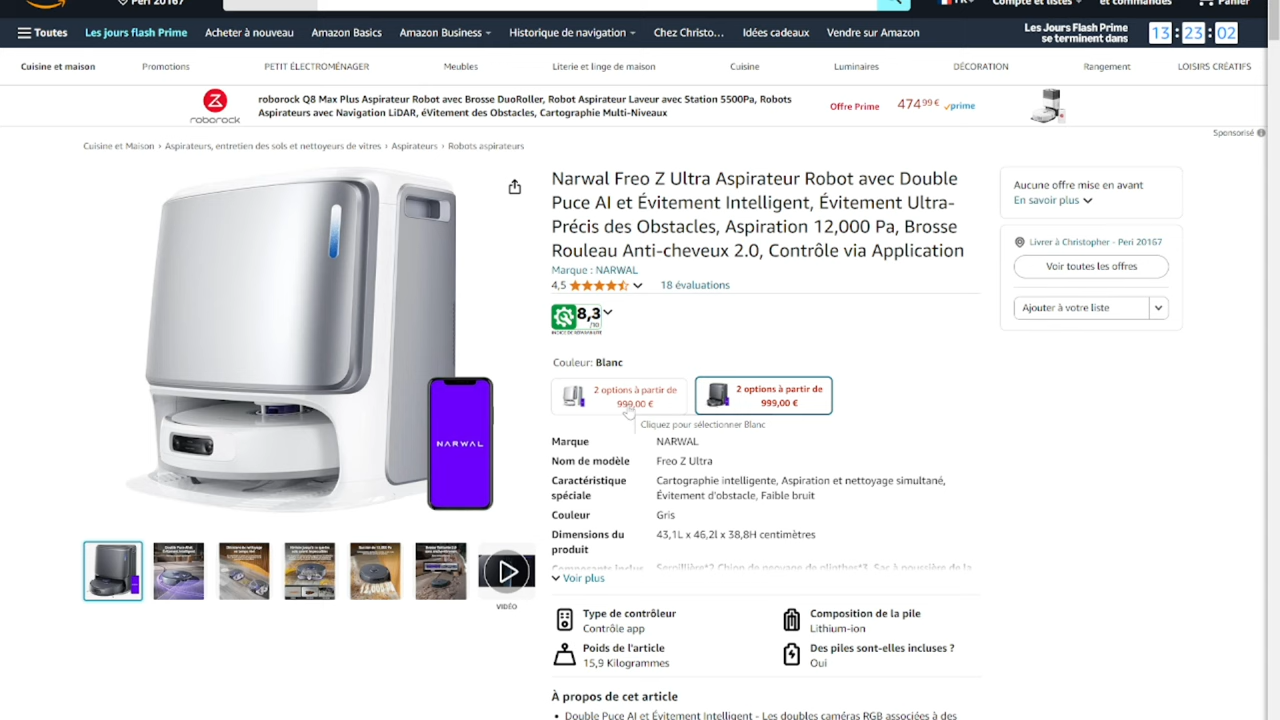 Peri 20167
FR
Compte et listes
et commandes
Panier
Toutes
Les jours flash Prime
Acheter à nouveau
Amazon Basics
Amazon Business
Historique de navigation
Chez Christo...
Idées cadeaux
Vendre sur Amazon
Les Jours Flash Prime
se terminent dans
13 : 23 : 02
Cuisine et maison
Promotions
PETIT ÉLECTROMÉNAGER
Meubles
Literie et linge de maison
Cuisine
Luminaires
DÉCORATION
Rangement
LOISIRS CRÉATIFS
roborock
roborock Q8 Max Plus Aspirateur Robot avec Brosse DuoRoller, Robot Aspirateur Laveur avec Station 5500Pa, Robots
Aspirateurs avec Navigation LiDAR, éVitement des Obstacles, Cartographie Multi-Niveaux
Offre Prime
474,99 €
prime
Sponsorisé
Cuisine et Maison › Aspirateurs, entretien des sols et nettoyeurs de vitres › Aspirateurs › Robots aspirateurs
Narwal Freo Z Ultra Aspirateur Robot avec Double
Puce AI et Évitement Intelligent, Évitement Ultra-
Précis des Obstacles, Aspiration 12,000 Pa, Brosse
Rouleau Anti-cheveux 2.0, Contrôle via Application
Marque : NARWAL
4,5
18 évaluations
8,3
/10
INDICE DE RÉPARABILITÉ
Couleur: Blanc
2 options à partir de
999,00 €
2 options à partir de
999,00 €
Cliquez pour sélectionner Blanc
Marque NARWAL
Nom de modèle Freo Z Ultra
Caractéristique spéciale Cartographie intelligente, Aspiration et nettoyage simultané,
Évitement d'obstacle, Faible bruit
Couleur Gris
Dimensions du produit 43,1L x 46,2l x 38,8H centimètres
Voir plus
Type de contrôleur
Contrôle app
Composition de la pile
Lithium-ion
Poids de l'article
15,9 Kilogrammes
Des piles sont-elles incluses ?
Oui
À propos de cet article
• Double Puce AI et Évitement Intelligent - Les doubles caméras RGB associées à des
Aucune offre mise en avant
En savoir plus
Livrer à Christopher - Peri 20167
Voir toutes les offres
Ajouter à votre liste
NARWAL
VIDÉO